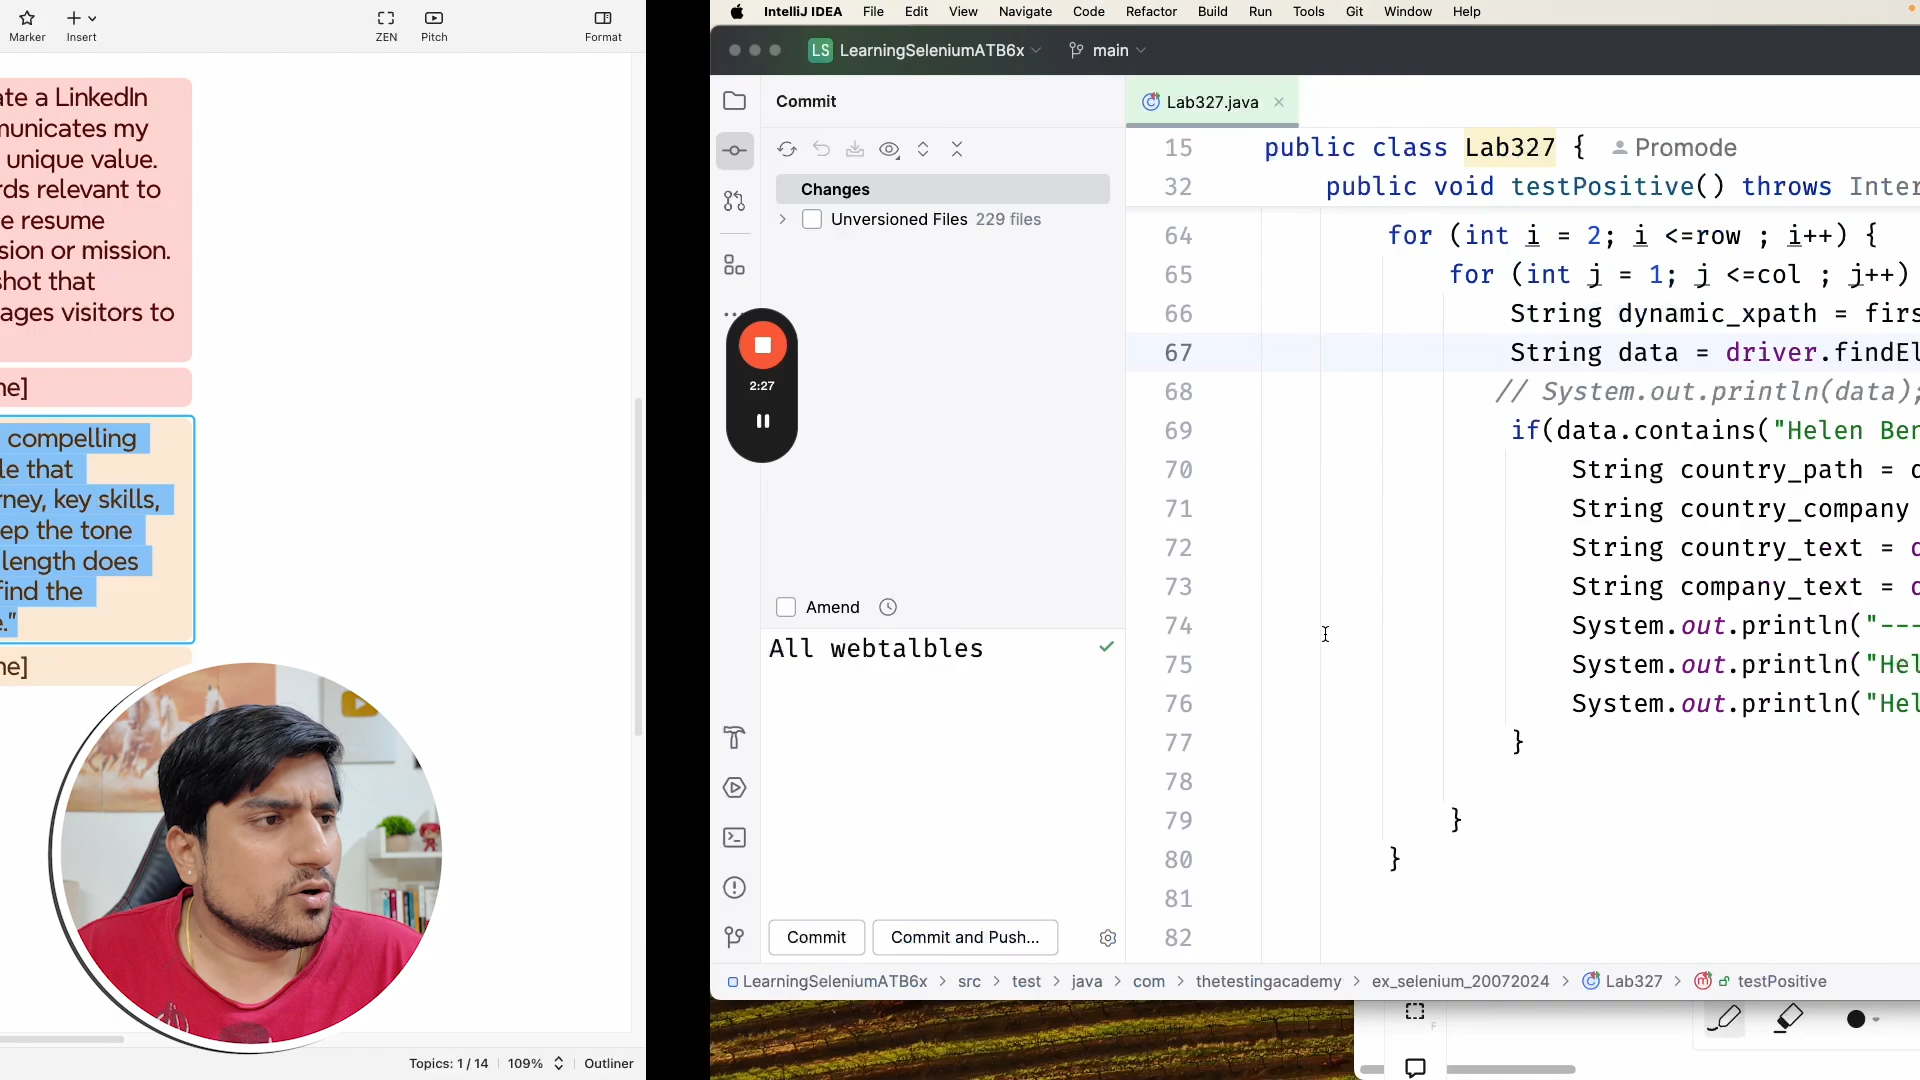 Marker
Insert
ZEN
Pitch
Format
ate a LinkedIn
municates my
unique value.
rds relevant to
e resume
sion or mission.
shot that
ages visitors to
ne]
compelling
le that
rney, key skills,
ep the tone
length does
find the
e."
ne]
Topics: 1 / 14
109%
Outliner
IntelliJ IDEA File Edit View Navigate Code Refactor Build Run Tools Git Window Help
LS LearningSeleniumATB6x main
Commit
Lab327.java
Changes
Unversioned Files 229 files
2:27
Amend
All webtalbles
Commit
Commit and Push...
15 public class Lab327 { Promode
32 public void testPositive() throws Inter
64 for (int i = 2; i <=row ; i++) {
65 for (int j = 1; j <=col ; j++)
66 String dynamic_xpath = firs
67 String data = driver.findEl
68 // System.out.println(data);
69 if(data.contains("Helen Ben
70 String country_path = d
71 String country_company
72 String country_text = d
73 String company_text = d
74 System.out.println("---
75 System.out.println("Hel
76 System.out.println("Hel
77 }
78
79 }
80 }
81
82
LearningSeleniumATB6x > src > test > java > com > thetestingacademy > ex_selenium_20072024 > Lab327 > testPositive